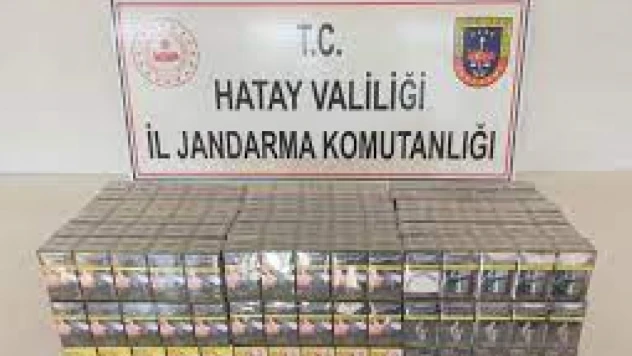 T.C.
HATAY VALİLİĞİ
İL JANDARMA KOMUTANLIĞI